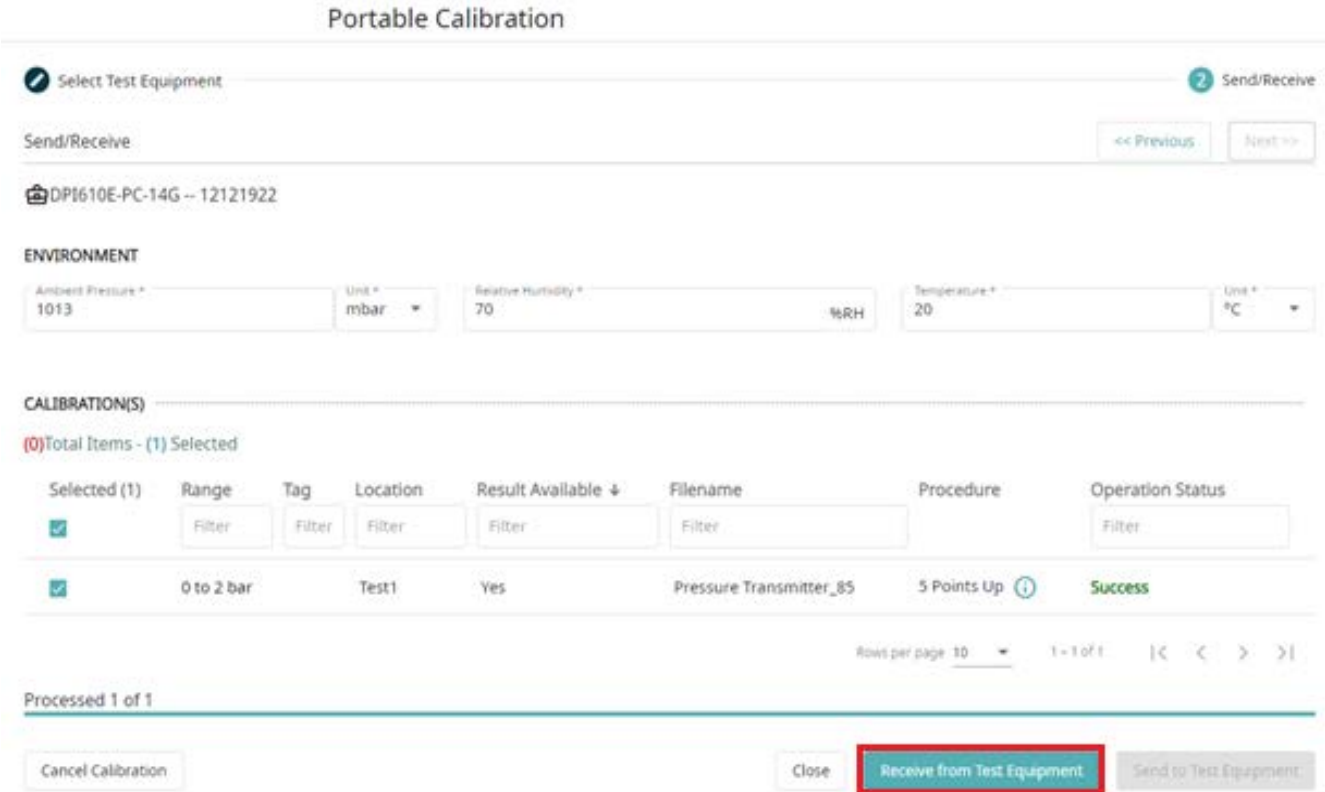 Portable Calibration
Select Test Equipment
2 Send/Receive
Send/Receive
<< Previous
Next >>
DPI610E-PC-14G -- 12121922
ENVIRONMENT
Ambient Pressure * Unit * Relative Humidity * Temperature * Unit *
1013 mbar 70 %RH 20 °C
CALIBRATION(S)
(0)Total Items - (1) Selected
Selected (1) Range Tag Location Result Available ↓ Filename Procedure Operation Status
Filter Filter Filter Filter Filter Filter
0 to 2 bar Test1 Yes Pressure Transmitter_85 5 Points Up Success
Rows per page 10 1 - 1 of 1
Processed 1 of 1
Cancel Calibration Close Receive from Test Equipment Send to Test Equipment